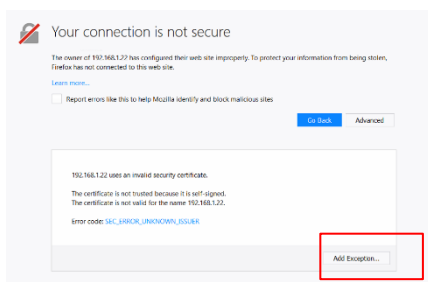 Your connection is not secure
The owner of 192.168.1.22 has configured their web site improperly. To protect your information from being stolen,
Firefox has not connected to this web site.
Learn more...
Report errors like this to help Mozilla identify and block malicious sites
Go Back Advanced
192.168.1.22 uses an invalid security certificate.
The certificate is not trusted because it is self-signed.
The certificate is not valid for the name 192.168.1.22.
Error code: SEC_ERROR_UNKNOWN_ISSUER
Add Exception...